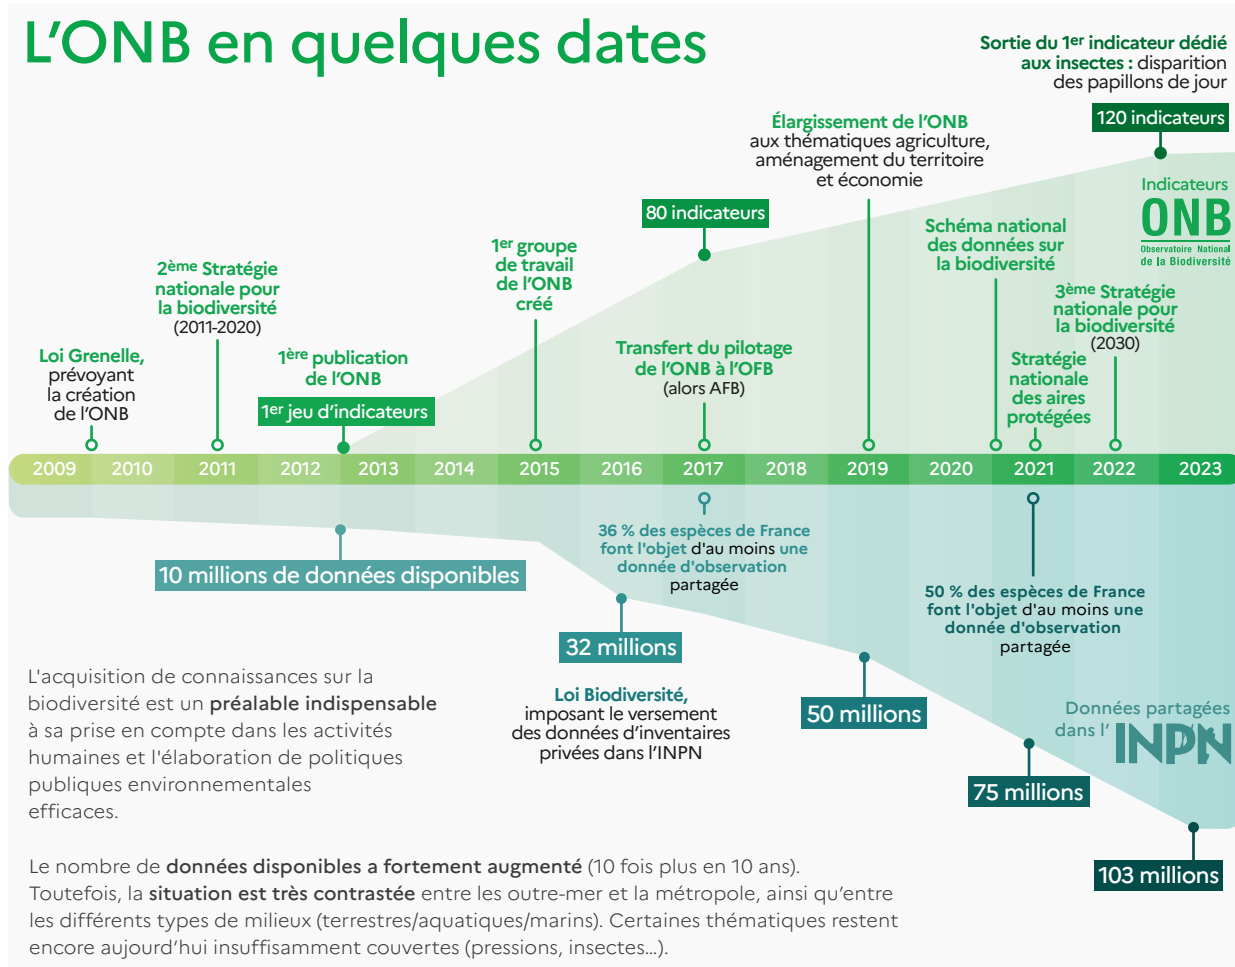 L'ONB en quelques dates
Sortie du 1er indicateur dédié
aux insectes : disparition
des papillons de jour
120 indicateurs
Élargissement de l'ONB
aux thématiques agriculture,
aménagement du territoire
et économie
Indicateurs
ONB
Observatoire National
de la Biodiversité
80 indicateurs
Schéma national
des données sur
la biodiversité
1er groupe
de travail
de l'ONB
créé
2ème Stratégie
nationale pour
la biodiversité
(2011-2020)
3ème Stratégie
nationale pour
la biodiversité
(2030)
Loi Grenelle,
prévoyant
la création
de l'ONB
1ère publication
de l'ONB
1er jeu d'indicateurs
Transfert du pilotage
de l'ONB à l'OFB
(alors AFB)
Stratégie
nationale
des aires
protégées
2009 2010 2011 2012 2013 2014 2015 2016 2017 2018 2019 2020 2021 2022 2023
10 millions de données disponibles
36 % des espèces de France
font l'objet d'au moins une
donnée d'observation
partagée
50 % des espèces de France
font l'objet d'au moins une
donnée d'observation
partagée
32 millions
Loi Biodiversité,
imposant le versement
des données d'inventaires
privées dans l'INPN
50 millions
Données partagées
dans l'
INPN
75 millions
103 millions
L'acquisition de connaissances sur la
biodiversité est un préalable indispensable
à sa prise en compte dans les activités
humaines et l'élaboration de politiques
publiques environnementales
efficaces.
Le nombre de données disponibles a fortement augmenté (10 fois plus en 10 ans).
Toutefois, la situation est très contrastée entre les outre-mer et la métropole, ainsi qu'entre
les différents types de milieux (terrestres/aquatiques/marins). Certaines thématiques restent
encore aujourd'hui insuffisamment couvertes (pressions, insectes…).